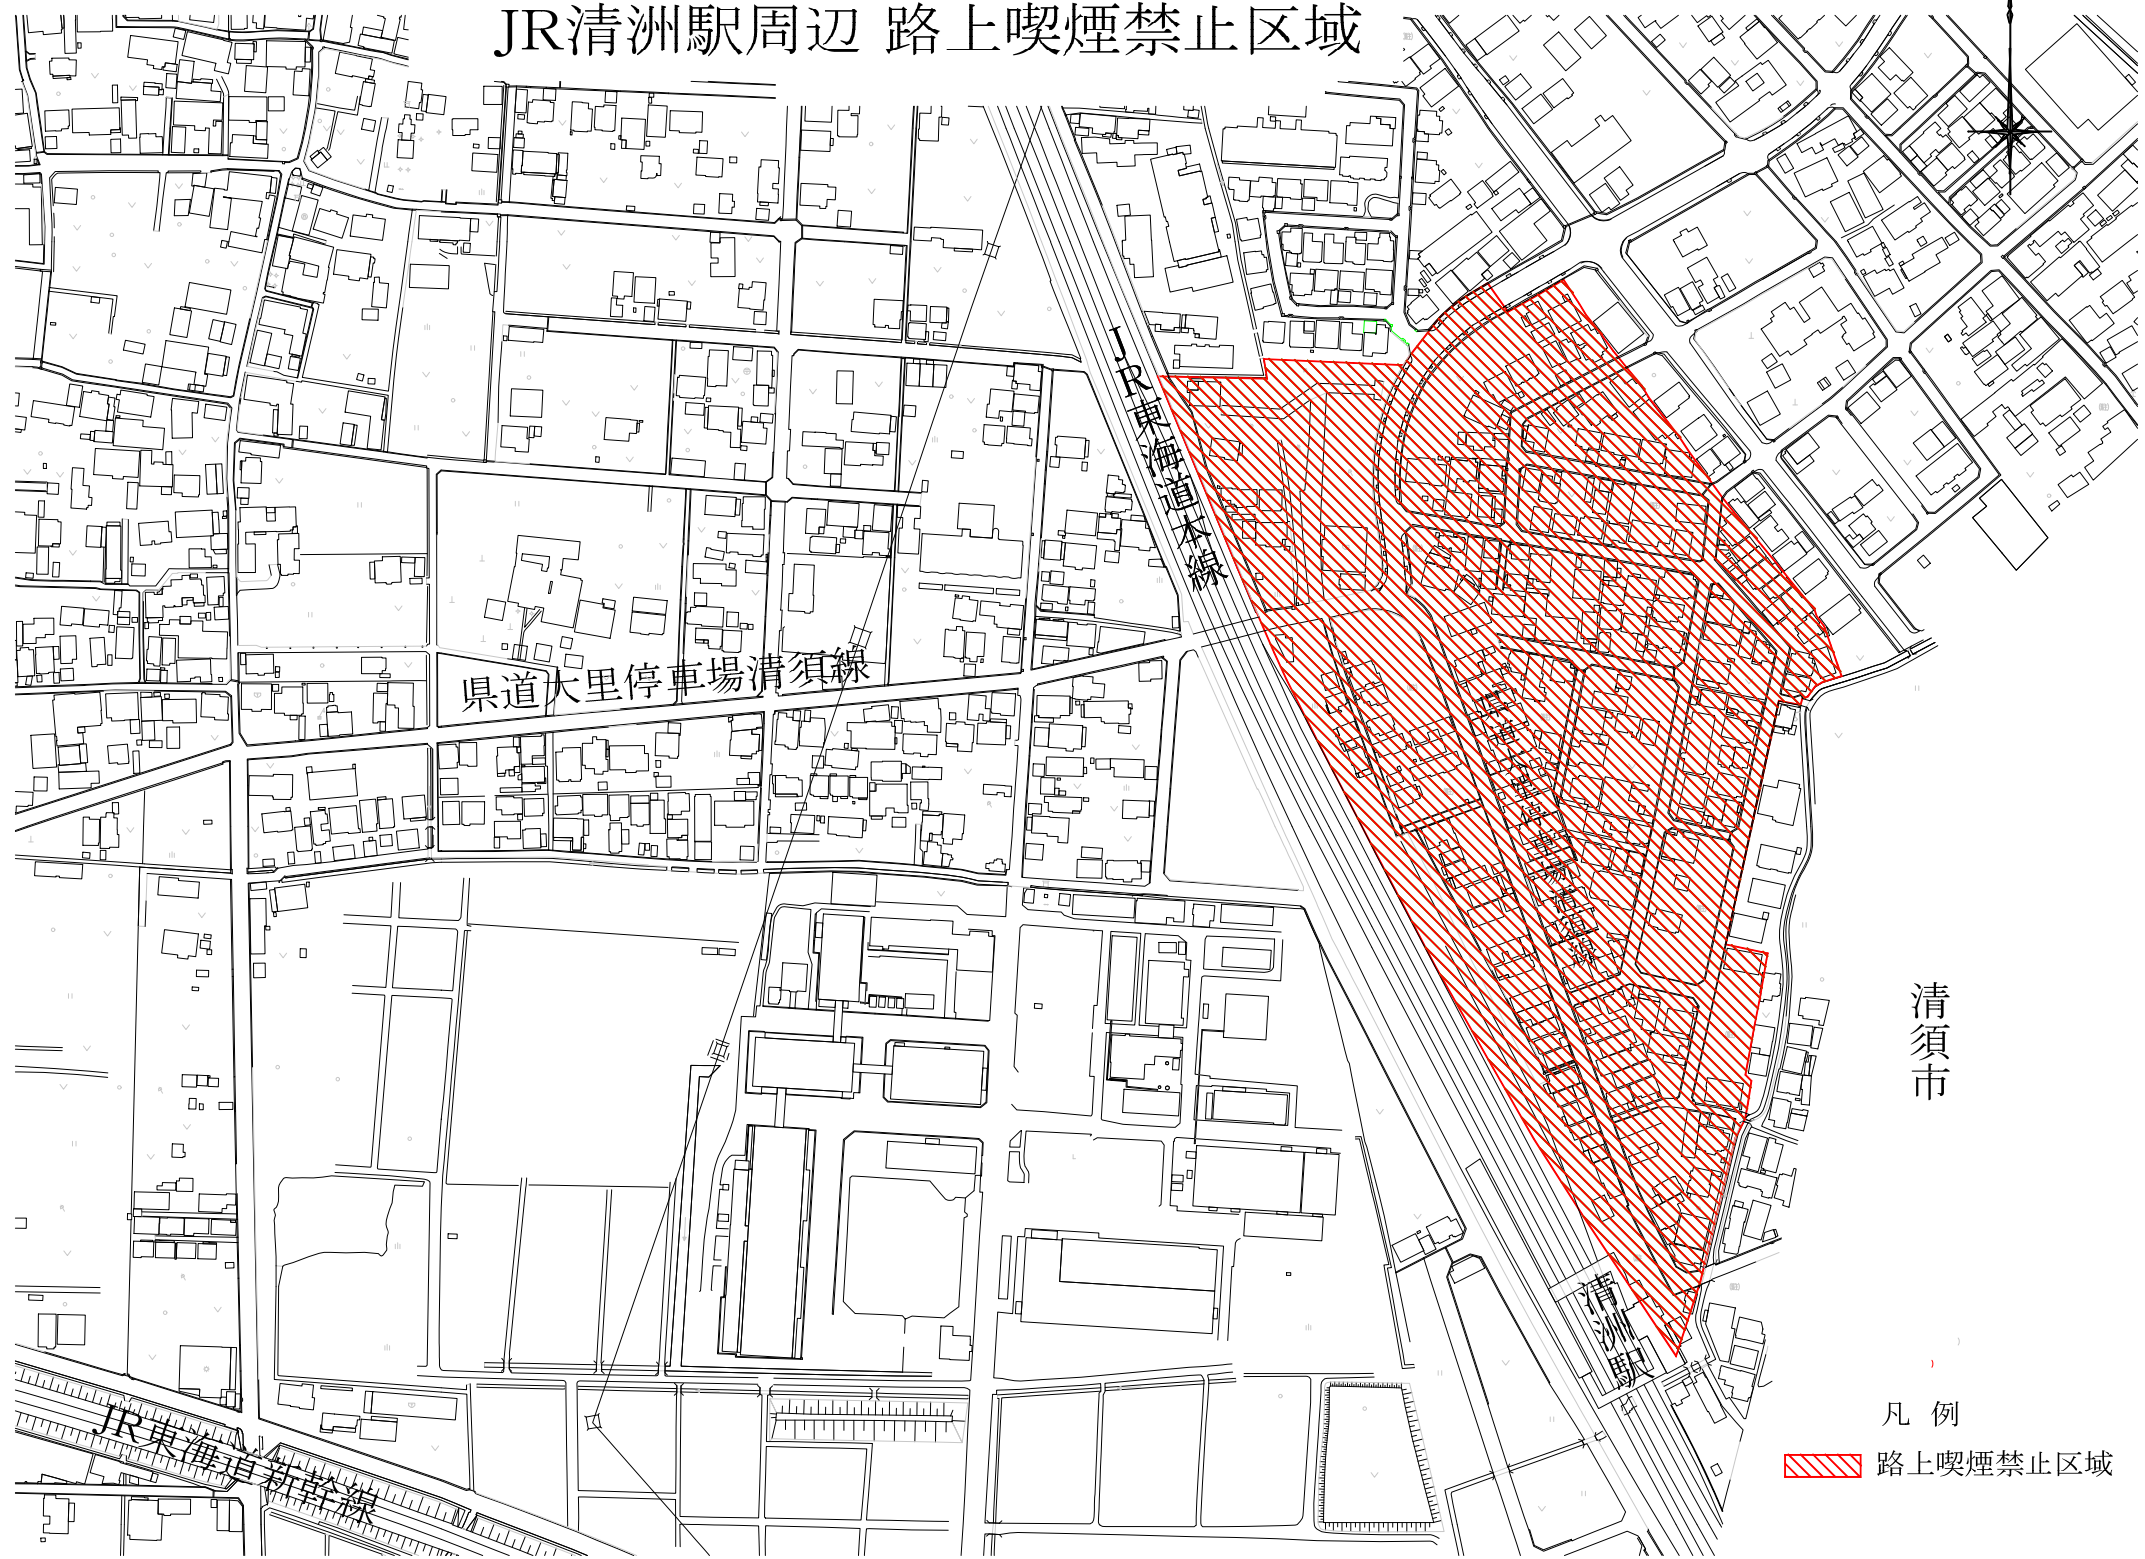 JR清洲駅周辺 路上喫煙禁止区域
JR東海道本線
県道大里停車場清須線
県道大里停車場清須線
清須市
清洲駅
JR東海道新幹線
凡 例
路上喫煙禁止区域